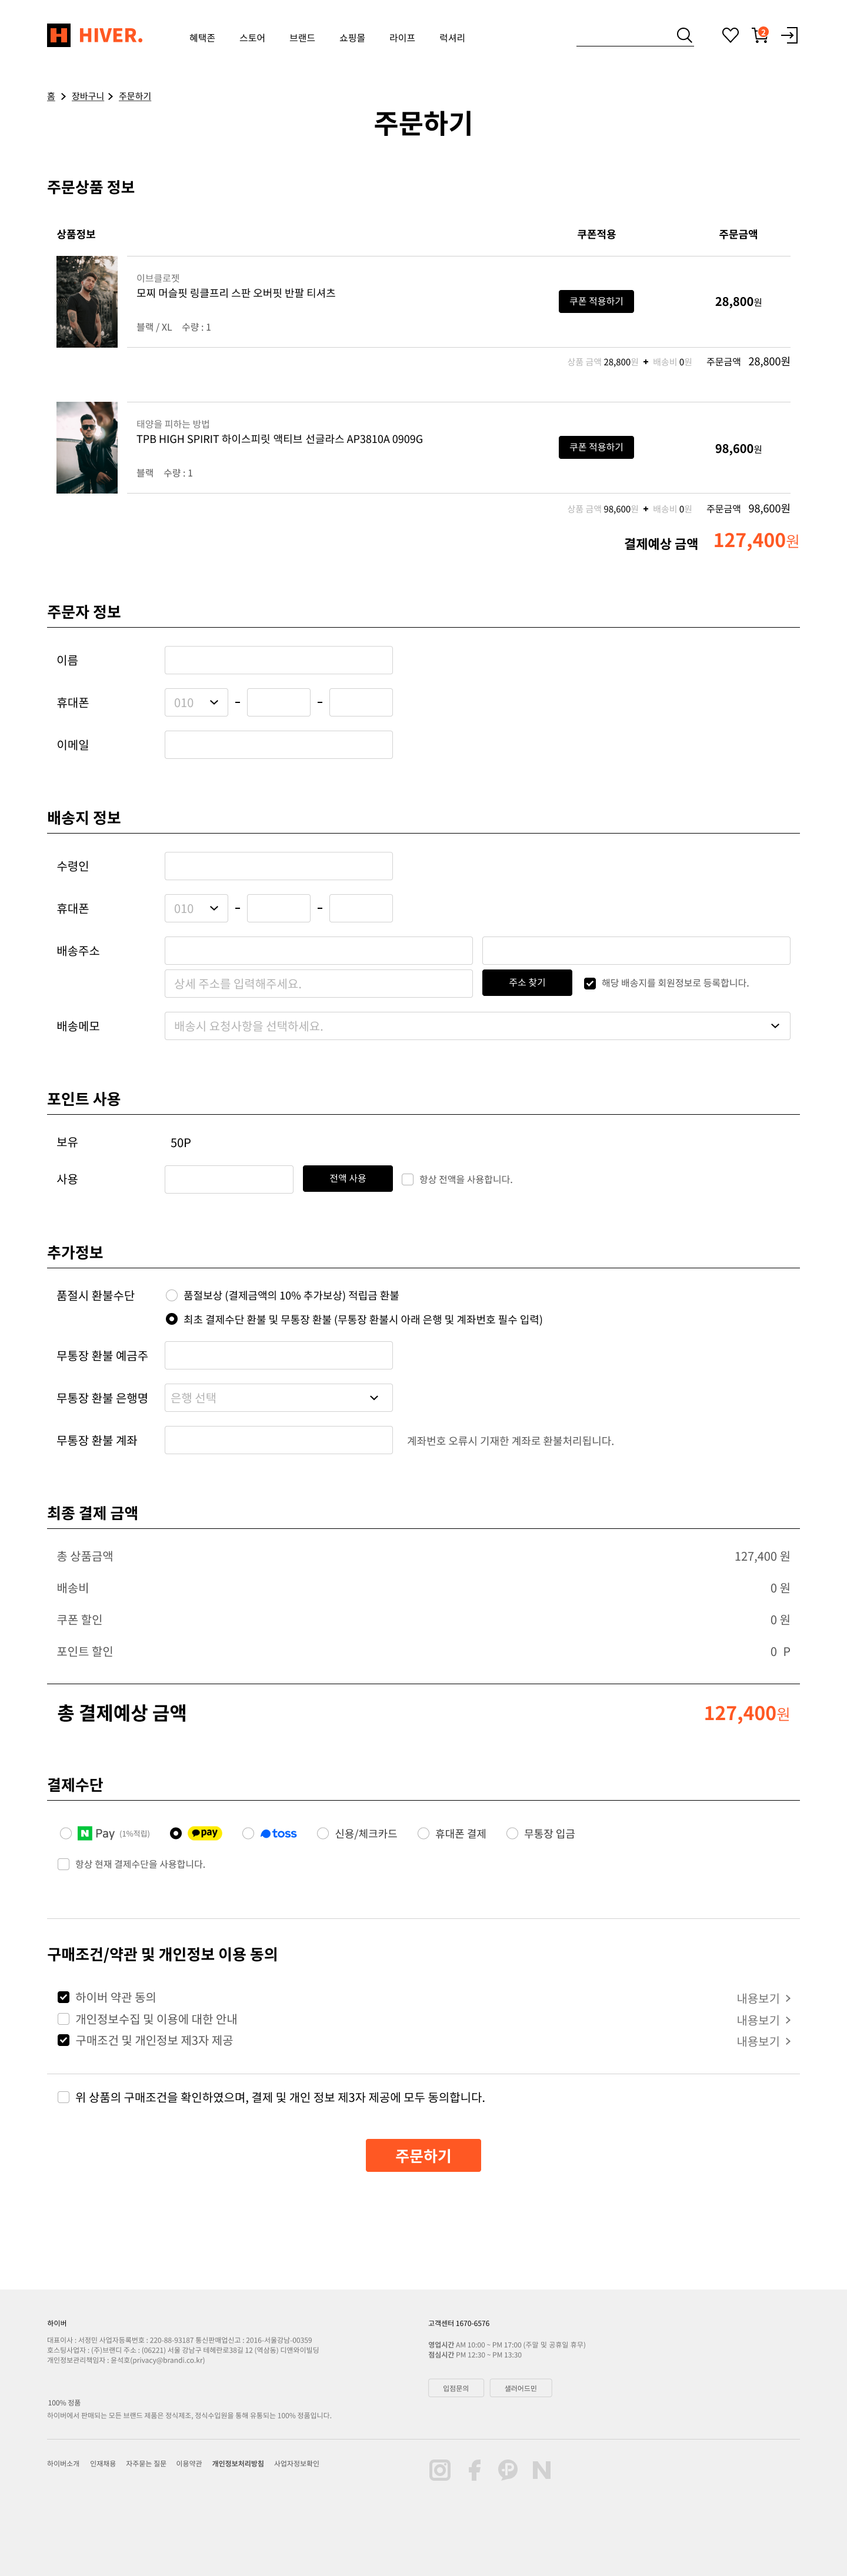 HIVER. 혜택존 스토어 브랜드 쇼핑몰 라이프 럭셔리 2
홈 > 장바구니 > 주문하기
주문하기
주문상품 정보
상품정보 쿠폰적용 주문금액
이브클로젯
모찌 머슬핏 링클프리 스판 오버핏 반팔 티셔츠
쿠폰 적용하기 28,800원
블랙 / XL 수량 : 1
상품 금액 28,800원 + 배송비 0원 주문금액 28,800원
태양을 피하는 방법
TPB HIGH SPIRIT 하이스피릿 액티브 선글라스 AP3810A 0909G
쿠폰 적용하기 98,600원
블랙 수량 : 1
상품 금액 98,600원 + 배송비 0원 주문금액 98,600원
결제예상 금액 127,400원
주문자 정보
이름
휴대폰 010 - -
이메일
배송지 정보
수령인
휴대폰 010 - -
배송주소
상세 주소를 입력해주세요. 주소 찾기 해당 배송지를 회원정보로 등록합니다.
배송메모 배송시 요청사항을 선택하세요.
포인트 사용
보유 50P
사용 전액 사용 항상 전액을 사용합니다.
추가정보
품절시 환불수단 품절보상 (결제금액의 10% 추가보상) 적립금 환불
최초 결제수단 환불 및 무통장 환불 (무통장 환불시 아래 은행 및 계좌번호 필수 입력)
무통장 환불 예금주
무통장 환불 은행명 은행 선택
무통장 환불 계좌 계좌번호 오류시 기재한 계좌로 환불처리됩니다.
최종 결제 금액
총 상품금액 127,400 원
배송비 0 원
쿠폰 할인 0 원
포인트 할인 0 P
총 결제예상 금액 127,400원
결제수단
N Pay (1%적립) pay toss 신용/체크카드 휴대폰 결제 무통장 입금
항상 현재 결제수단을 사용합니다.
구매조건/약관 및 개인정보 이용 동의
하이버 약관 동의 내용보기 >
개인정보수집 및 이용에 대한 안내 내용보기 >
구매조건 및 개인정보 제3자 제공 내용보기 >
위 상품의 구매조건을 확인하였으며, 결제 및 개인 정보 제3자 제공에 모두 동의합니다.
주문하기
하이버
대표이사 : 서정민 사업자등록번호 : 220-88-93187 통신판매업신고 : 2016-서울강남-00359
호스팅사업자 : (주)브랜디 주소 : (06221) 서울 강남구 테헤란로38길 12 (역삼동) 디앤와이빌딩
개인정보관리책임자 : 윤석호(privacy@brandi.co.kr)
100% 정품
하이버에서 판매되는 모든 브랜드 제품은 정식제조, 정식수입원을 통해 유통되는 100% 정품입니다.
고객센터 1670-6576
영업시간 AM 10:00 ~ PM 17:00 (주말 및 공휴일 휴무)
점심시간 PM 12:30 ~ PM 13:30
입점문의 셀러어드민
하이버소개 인재채용 자주묻는 질문 이용약관 개인정보처리방침 사업자정보확인